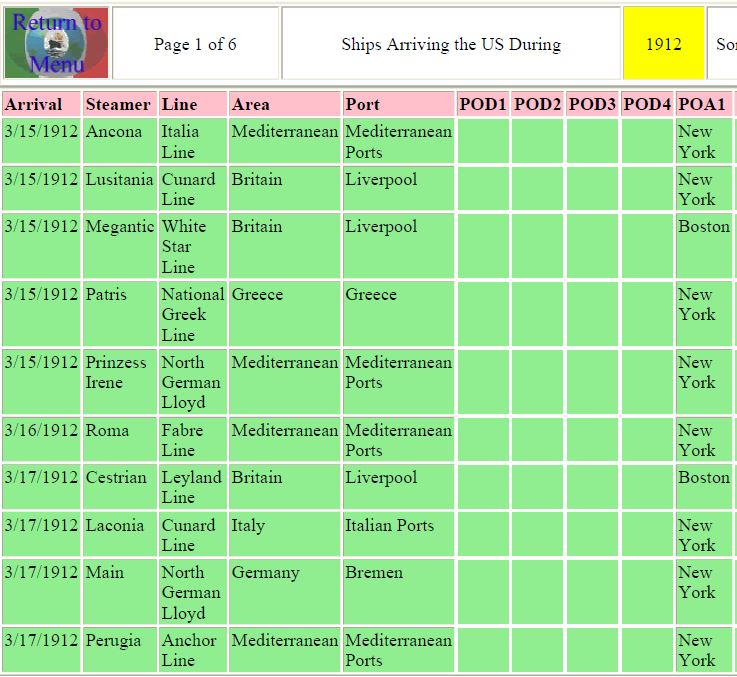 Return to
Menu
Page 1 of 6
Ships Arriving the US During
1912
Arrival Steamer Line Area Port POD1 POD2 POD3 POD4 POA1
3/15/1912 Ancona Italia Mediterranean Mediterranean New
Line Ports York
3/15/1912 Lusitania Cunard Britain Liverpool New
Line York
3/15/1912 Megantic White Britain Liverpool Boston
Star
Line
3/15/1912 Patris National Greece Greece New
Greek York
Line
3/15/1912 Prinzess North Mediterranean Mediterranean New
Irene German Ports York
Lloyd
3/16/1912 Roma Fabre Mediterranean Mediterranean New
Line Ports York
3/17/1912 Cestrian Leyland Britain Liverpool Boston
Line
3/17/1912 Laconia Cunard Italy Italian Ports New
Line York
3/17/1912 Main North Germany Bremen New
German York
Lloyd
3/17/1912 Perugia Anchor Mediterranean Mediterranean New
Line Ports York